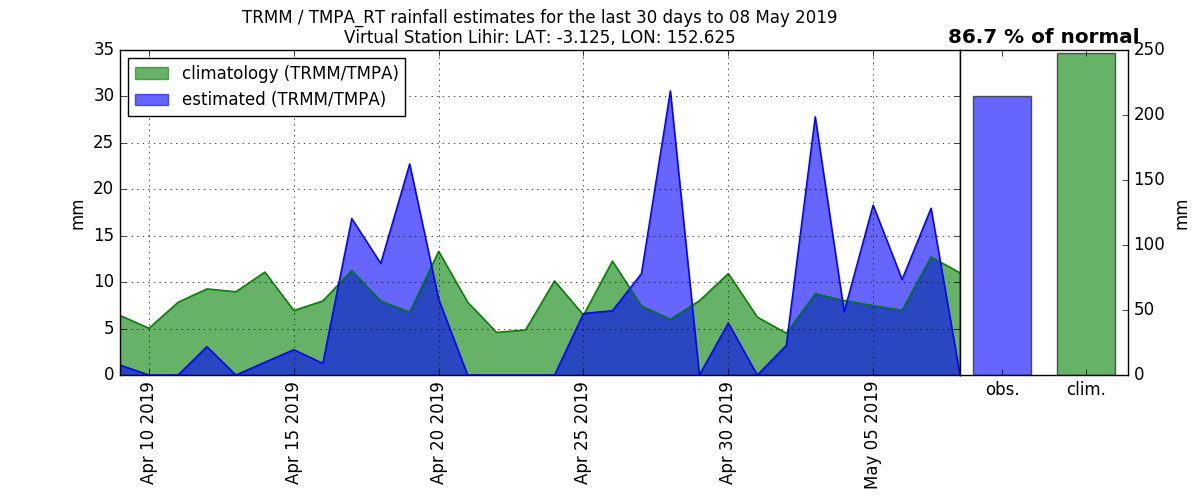 TRMM / TMPA_RT rainfall estimates for the last 30 days to 08 May 2019
Virtual Station Lihir: LAT: -3.125, LON: 152.625
86.7 % of normal
climatology (TRMM/TMPA)
estimated (TRMM/TMPA)
35
30
25
20
15
10
5
0
mm
Apr 10 2019
Apr 15 2019
Apr 20 2019
Apr 25 2019
Apr 30 2019
May 05 2019
obs.
clim.
250
200
150
100
50
0
mm